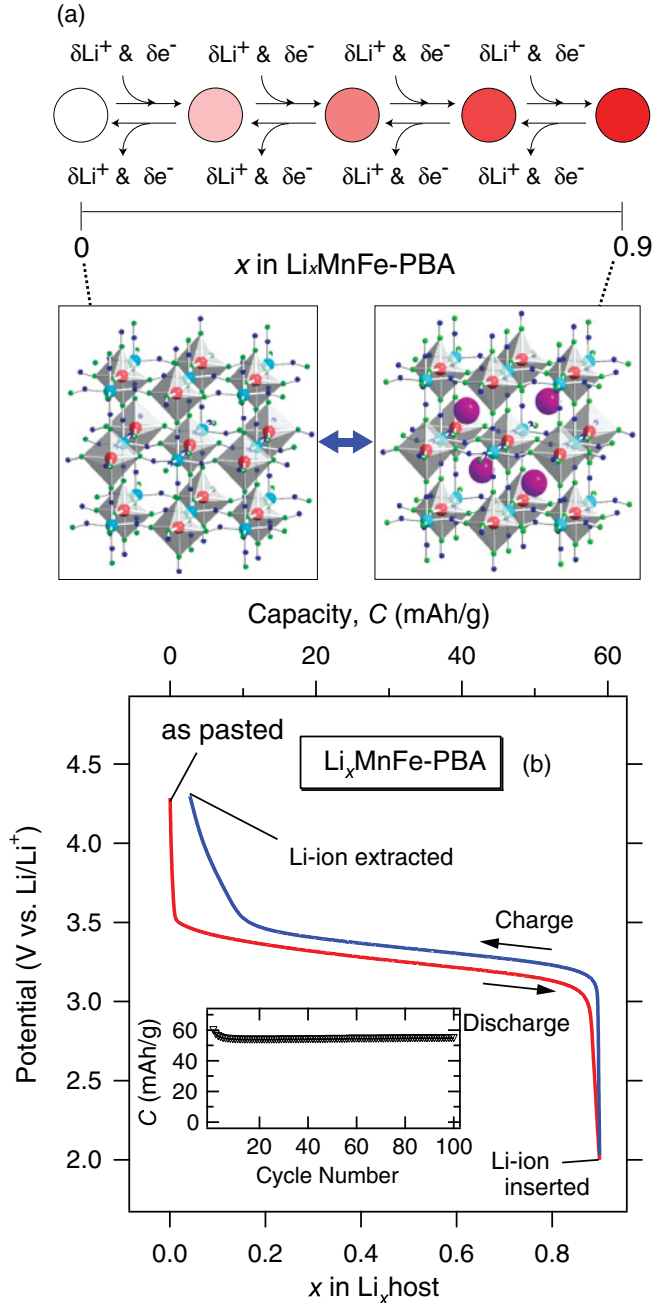 (a)
δLi⁺ & δe⁻ δLi⁺ & δe⁻ δLi⁺ & δe⁻ δLi⁺ & δe⁻
δLi⁺ & δe⁻ δLi⁺ & δe⁻ δLi⁺ & δe⁻ δLi⁺ & δe⁻
0 0.9
x in LiₓMnFe-PBA
Capacity, C (mAh/g)
0 20 40 60
as pasted
LiₓMnFe-PBA (b)
Li-ion extracted
Charge
Discharge
Li-ion
inserted
Potential (V vs. Li/Li⁺)
4.5
4.0
3.5
3.0
2.5
2.0
C (mAh/g)
80
60
40
20
0
20 40 60 80 100
Cycle Number
0.0 0.2 0.4 0.6 0.8
x in Liₓhost